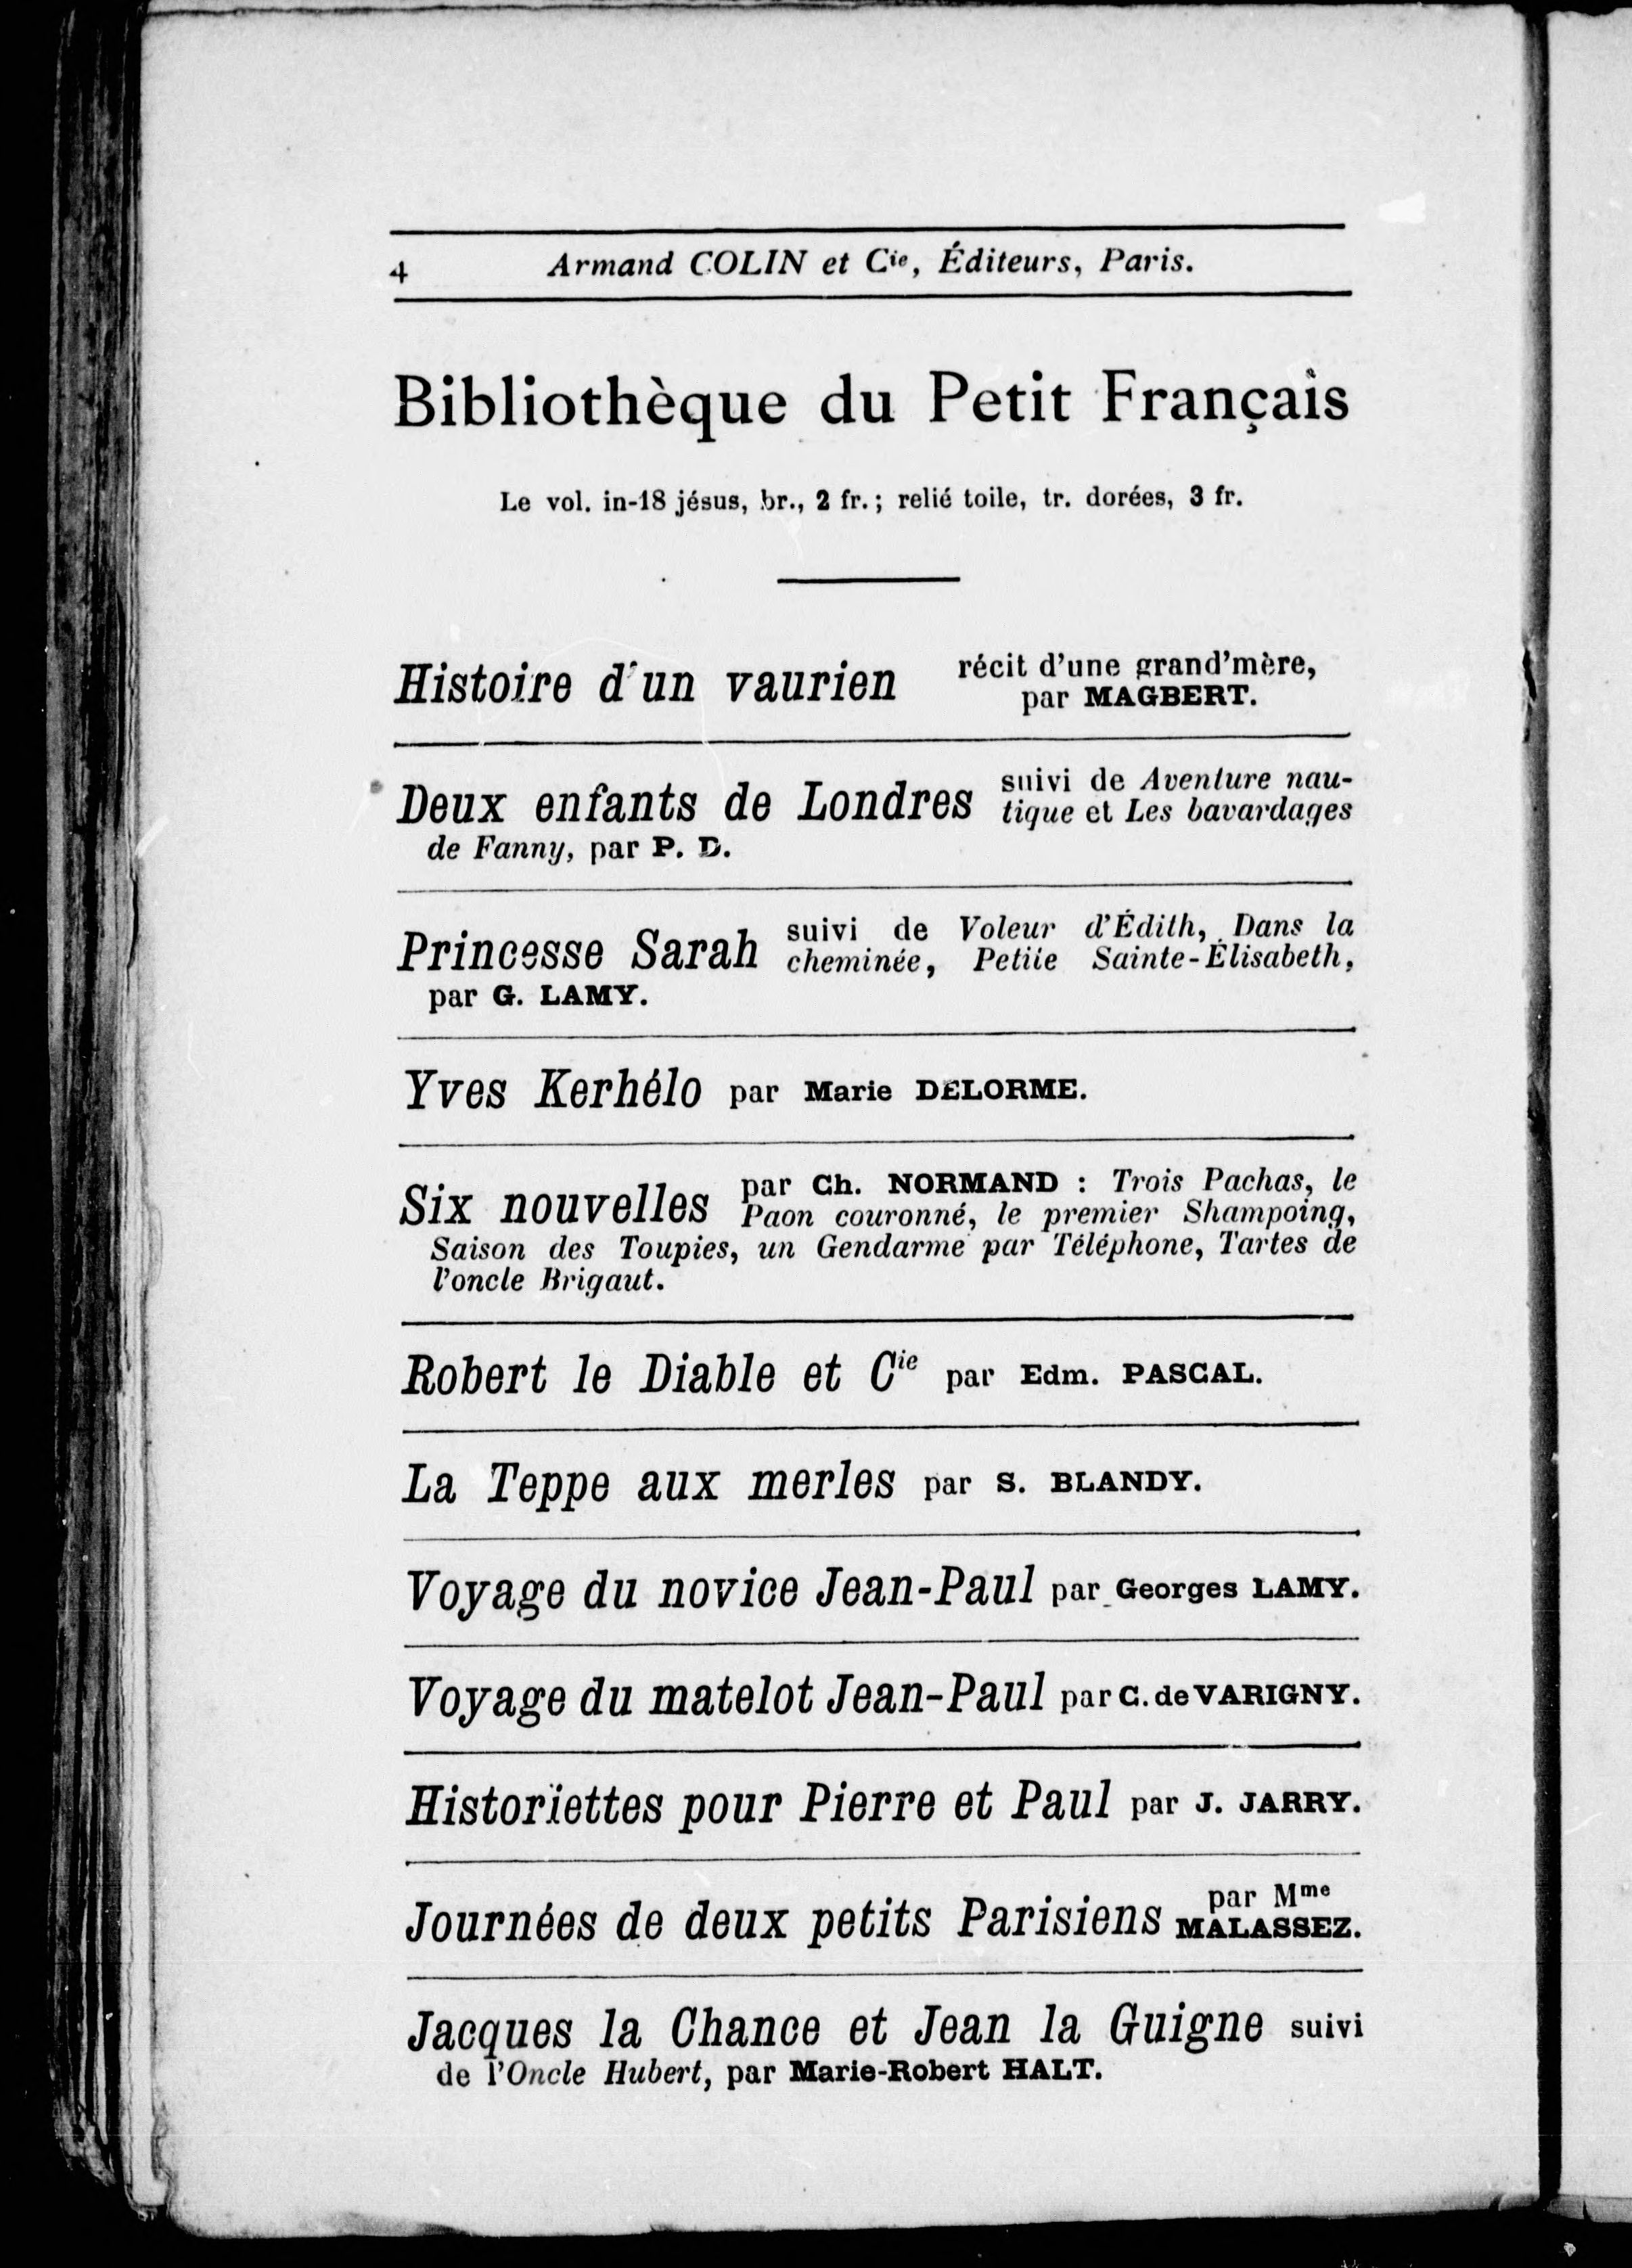 4 Armand COLIN et Cie, Éditeurs, Paris.
Bibliothèque du Petit Français
Le vol. in-18 jésus, br., 2 fr.; relié toile, tr. dorées, 3 fr.
Histoire d'un vaurien récit d'une grand'mère,
par MAGBERT.
Deux enfants de Londres suivi de Aventure nau-
tique et Les bavardages
de Fanny, par P. D.
Princesse Sarah suivi de Voleur d'Édith, Dans la
cheminée, Petite Sainte-Élisabeth,
par G. LAMY.
Yves Kerhélo par Marie DELORME.
Six nouvelles par Ch. NORMAND : Trois Pachas, le
Paon couronné, le premier Shampoing,
Saison des Toupies, un Gendarme par Téléphone, Tartes de
l'oncle Brigaut.
Robert le Diable et Cie par Edm. PASCAL.
La Teppe aux merles par S. BLANDY.
Voyage du novice Jean-Paul par Georges LAMY.
Voyage du matelot Jean-Paul par C. de VARIGNY.
Historiettes pour Pierre et Paul par J. JARRY.
Journées de deux petits Parisiens par Mme
MALASSEZ.
Jacques la Chance et Jean la Guigne suivi
de l'Oncle Hubert, par Marie-Robert HALT.